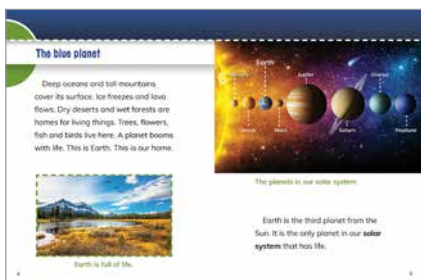 The blue planet
Deep oceans and tall mountains
cover its surface. Ice freezes and lava
flows. Dry deserts and wet forests are
homes for living things. Trees, flowers,
fish and birds live here. A planet booms
with life. This is Earth. This is our home.
Earth is full of life.
4
Mercury
Venus
Earth
Mars
Jupiter
Saturn
Uranus
Neptune
The planets in our solar system
Earth is the third planet from the
Sun. It is the only planet in our solar
system that has life.
5